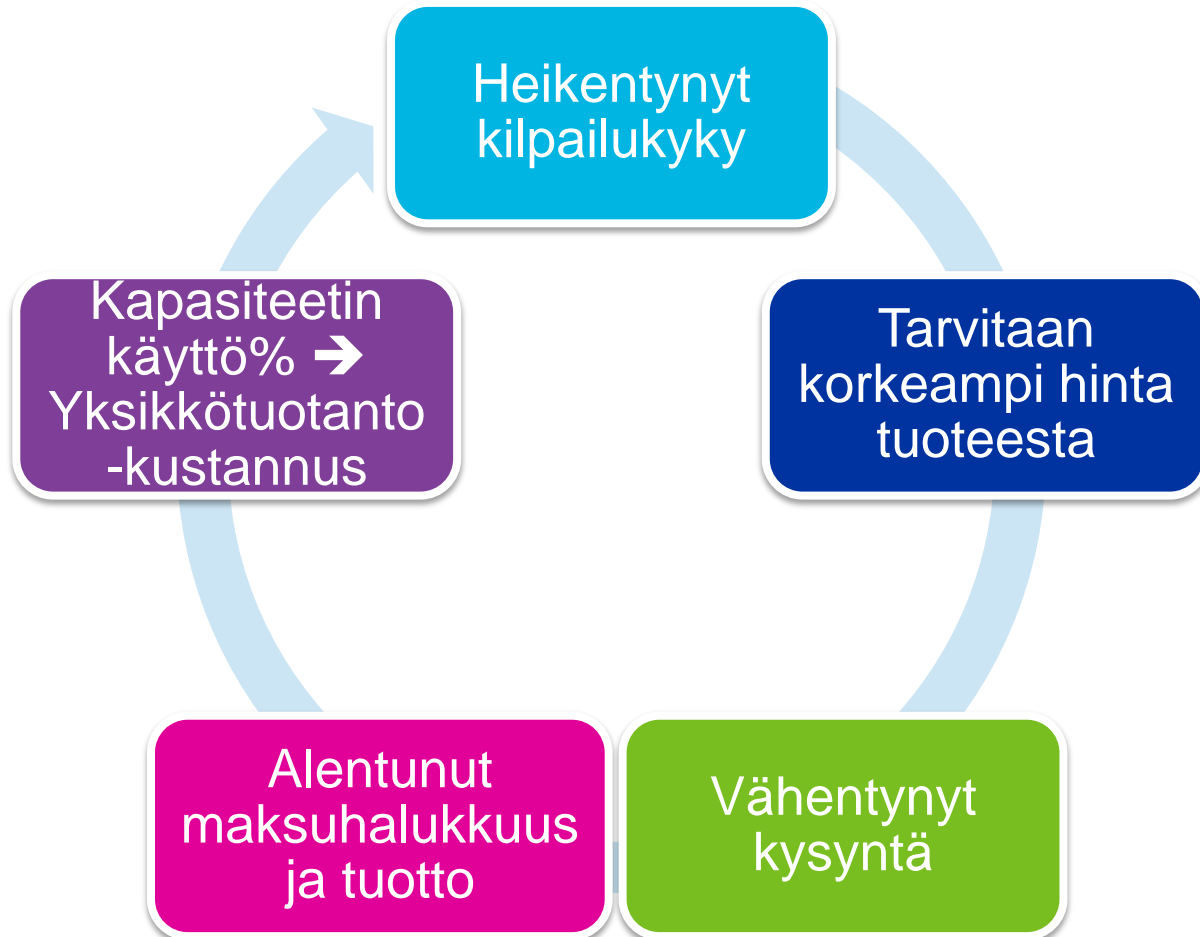 Heikentynyt
kilpailukyky
Tarvitaan
korkeampi hinta
tuoteesta
Vähentynyt
kysyntä
Alentunut
maksuhalukkuus
ja tuotto
Kapasiteetin
käyttö% ➔
Yksikkötuotanto
-kustannus